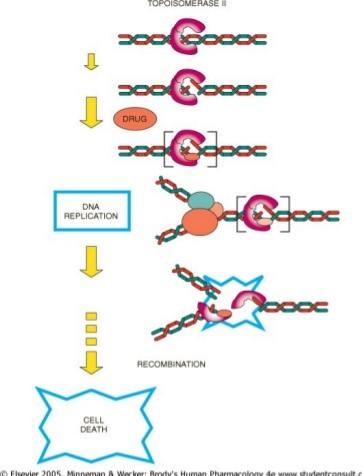 TOPOISOMERASE II
DRUG
DNA
REPLICATION
RECOMBINATION
CELL
DEATH
© Elsevier 2005. Minneman & Wecker: Brody's Human Pharmacology 4e www.studentconsult.c